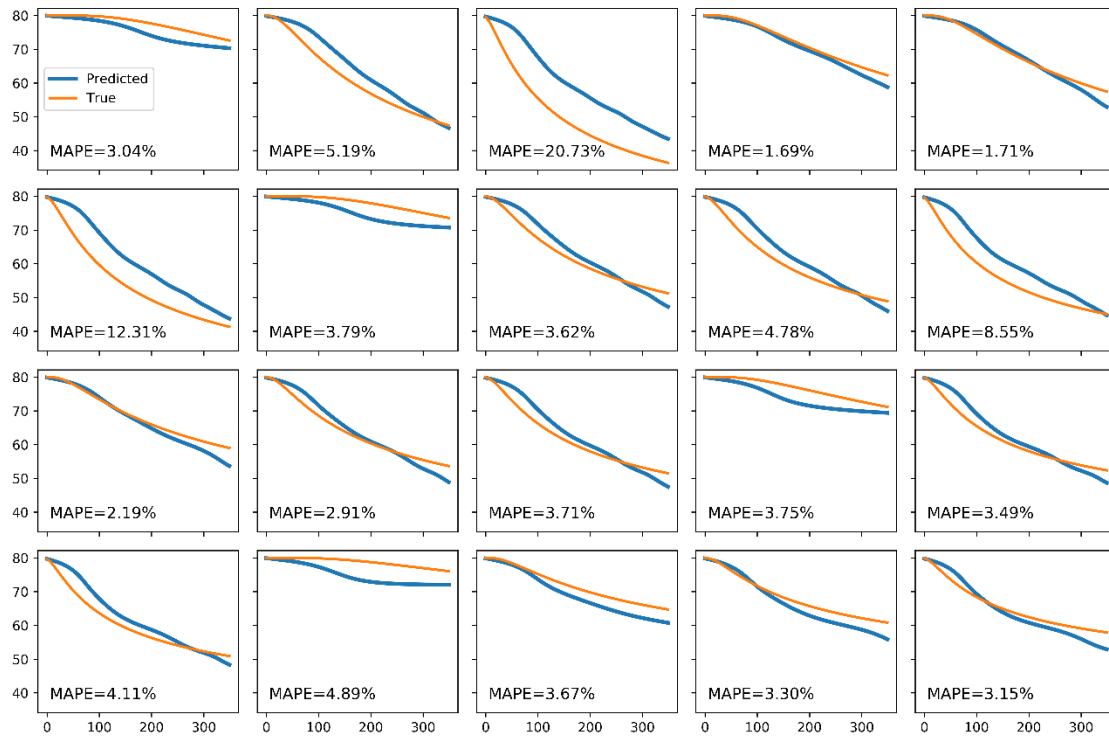 80
70
60
50
40
Predicted
True
MAPE=3.04%
MAPE=5.19%
MAPE=20.73%
MAPE=1.69%
MAPE=1.71%
80
70
60
50
40
MAPE=12.31%
MAPE=3.79%
MAPE=3.62%
MAPE=4.78%
MAPE=8.55%
80
70
60
50
40
MAPE=2.19%
MAPE=2.91%
MAPE=3.71%
MAPE=3.75%
MAPE=3.49%
80
70
60
50
40
MAPE=4.11%
MAPE=4.89%
MAPE=3.67%
MAPE=3.30%
MAPE=3.15%
0 100 200 300
0 100 200 300
0 100 200 300
0 100 200 300
0 100 200 300